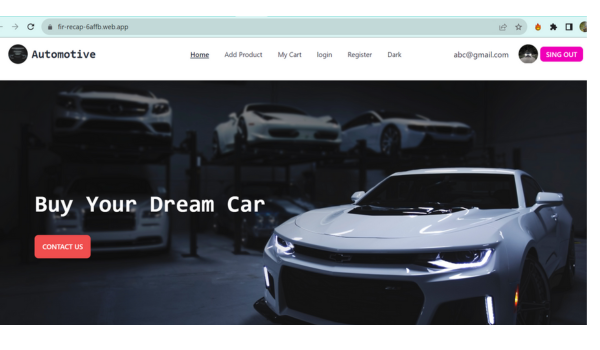 fir-recap-6affb.web.app
Automotive Home Add Product My Cart login Register Dark abc@gmail.com SING OUT
Buy Your Dream Car
CONTACT US